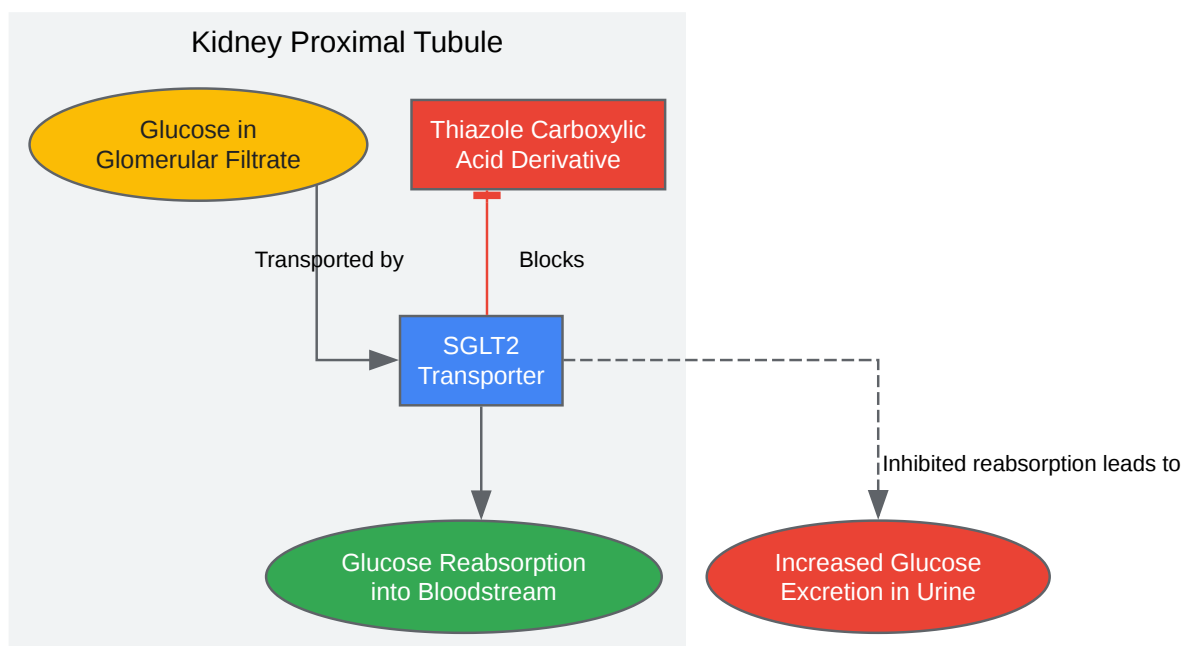 Kidney Proximal Tubule
Glucose in
Glomerular Filtrate
Thiazole Carboxylic
Acid Derivative
Transported by
Blocks
SGLT2
Transporter
Inhibited reabsorption leads to
Glucose Reabsorption
into Bloodstream
Increased Glucose
Excretion in Urine